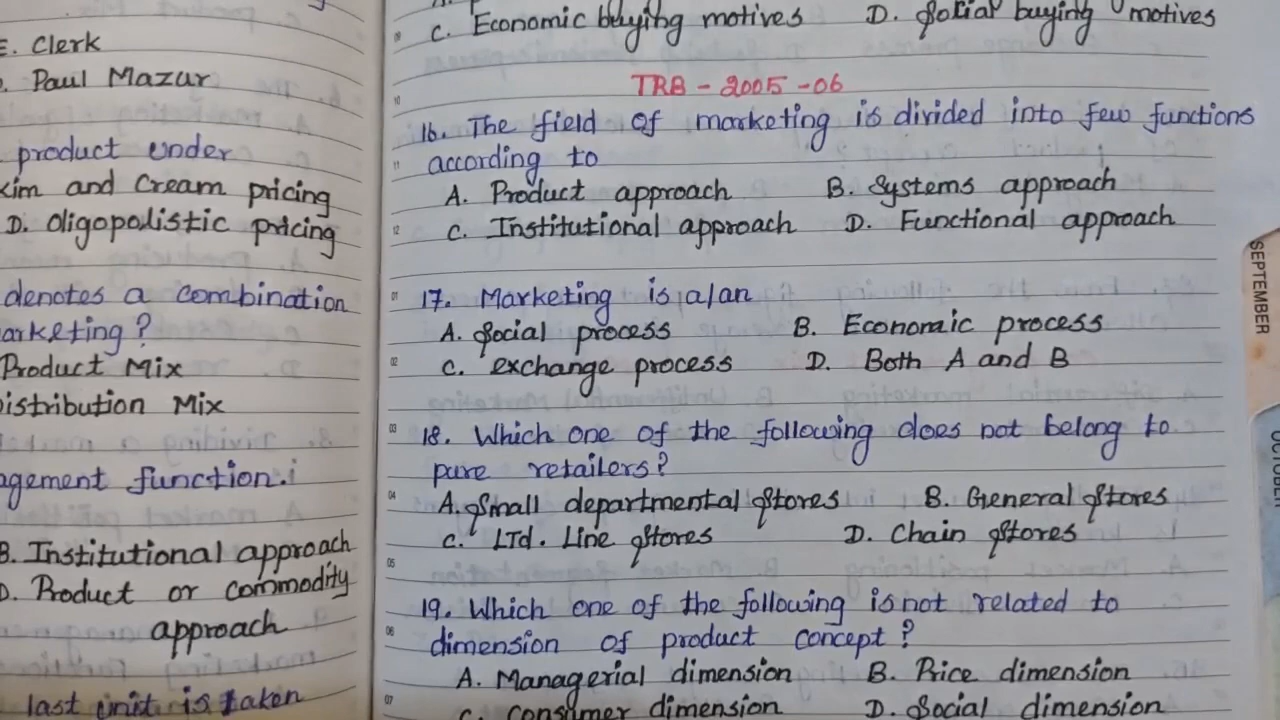 E. Clerk
. Paul Mazur
product under
kim and Cream pricing
D. Oligopolistic pricing
denotes a combination
arketing?
Product Mix
istribution Mix
agement function.
B. Institutional approach
D. Product or commodity
approach
last unit is taken
C. Economic buying motives D. Social buying motives
TRB - 2005 -06
16. The field of marketing is divided into few functions
according to
A. Product approach B. Systems approach
C. Institutional approach D. Functional approach
17. Marketing is a/an
A. Social process B. Economic process
C. exchange process D. Both A and B
18. Which one of the following does not belong to
pure retailers?
A. Small departmental Stores B. General Stores
C. LTd. Line Stores D. Chain Stores
19. Which one of the following is not related to
dimension of product concept?
A. Managerial dimension B. Price dimension
C. Consumer dimension D. Social dimension
SEPTEMBER